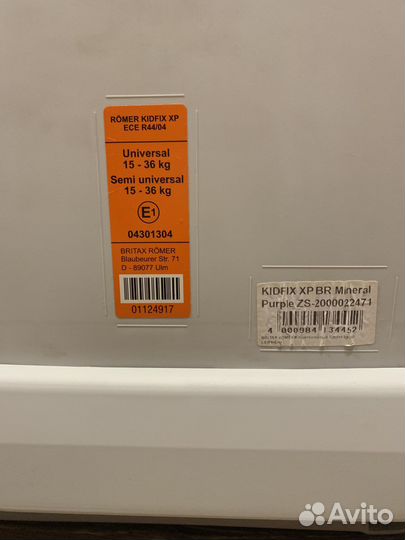 RÖMER KIDFIX XP
ECE R44/04
Universal
15 - 36 kg
Semi universal
15 - 36 kg
E1
04301304
BRITAX RÖMER
Blaubeurer Str. 71
D - 89077 Ulm
01124917
KIDFIX XP BR Mineral
Purple ZS-2000022471
4 000984 134452
Avito